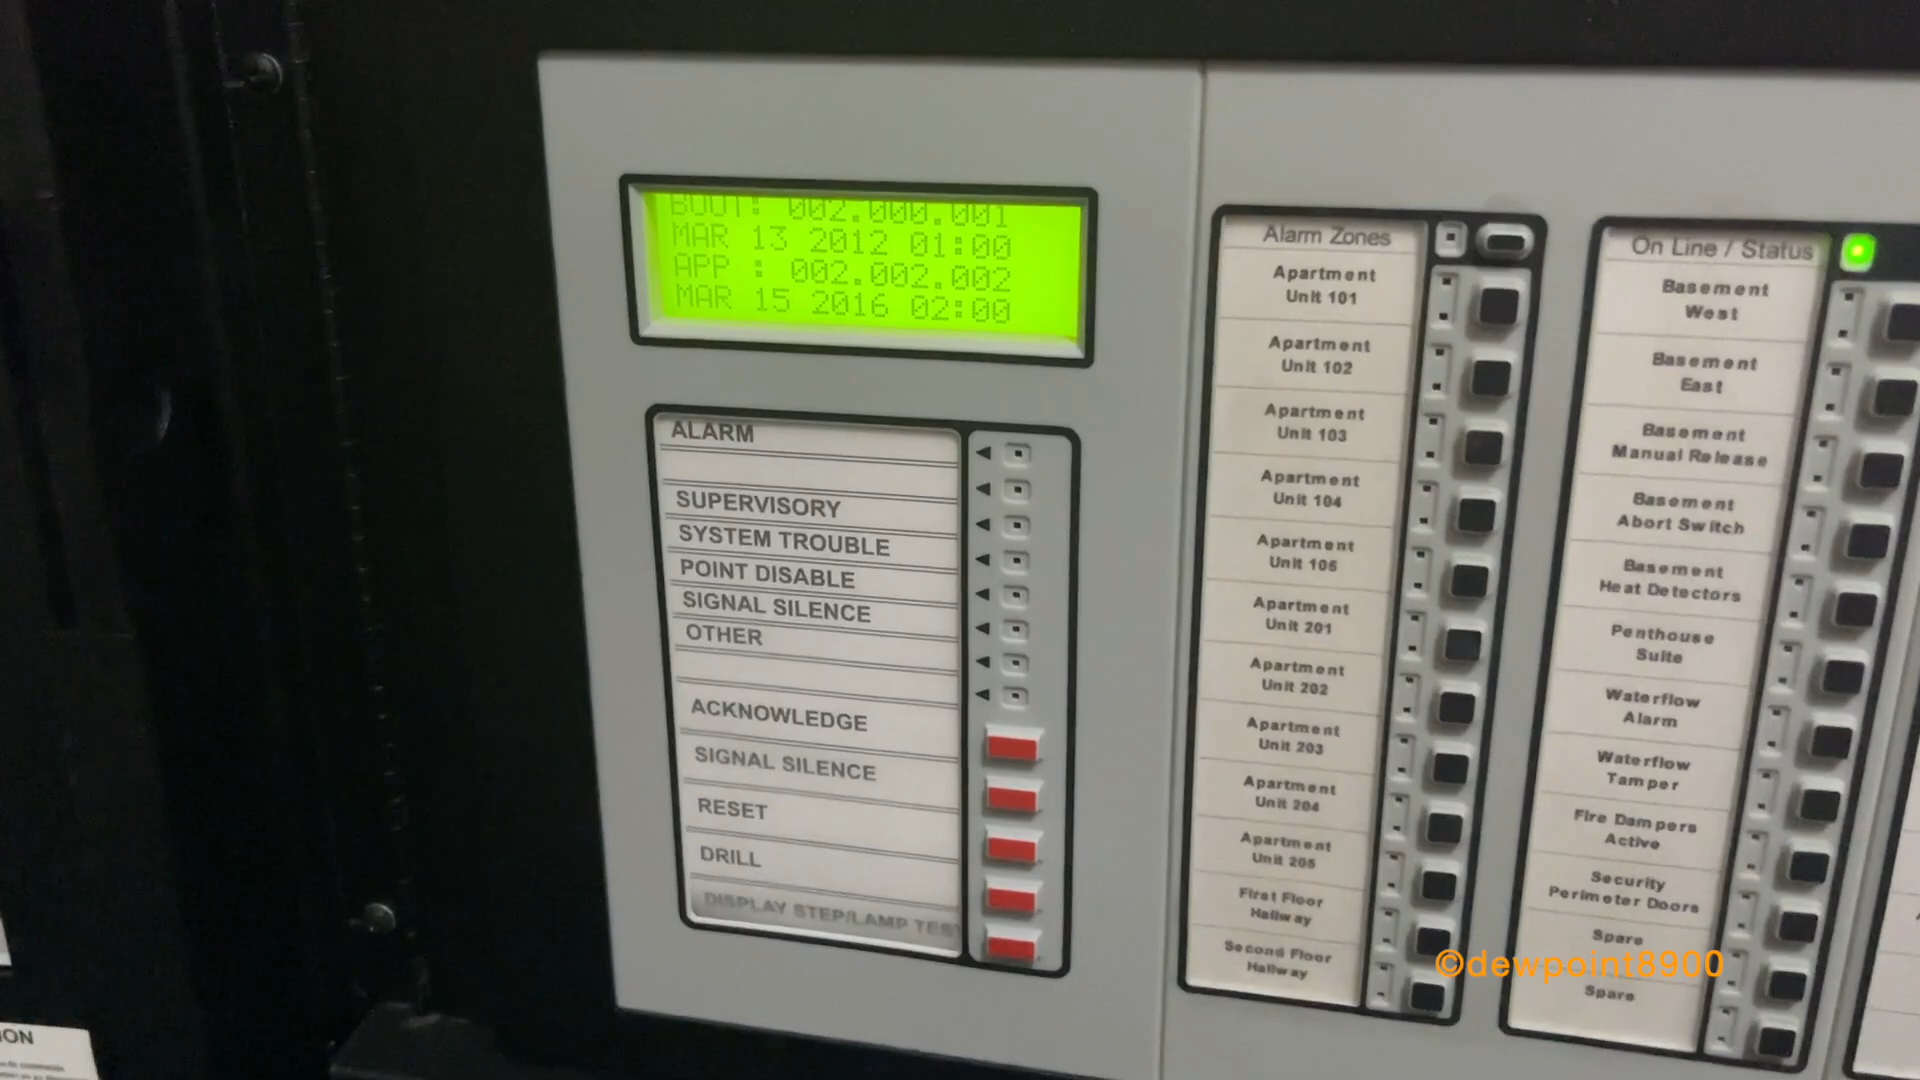 BOOT: 002.000.001
MAR 13 2012 01:00
APP : 002.002.002
MAR 15 2016 02:00
ALARM
SUPERVISORY
SYSTEM TROUBLE
POINT DISABLE
SIGNAL SILENCE
OTHER
ACKNOWLEDGE
SIGNAL SILENCE
RESET
DRILL
DISPLAY STEP/LAMP TEST
Alarm Zones
Apartment
Unit 101
Apartment
Unit 102
Apartment
Unit 103
Apartment
Unit 104
Apartment
Unit 105
Apartment
Unit 201
Apartment
Unit 202
Apartment
Unit 203
Apartment
Unit 204
Apartment
Unit 205
First Floor
Hallway
Second Floor
Hallway
On Line / Status
Basement
West
Basement
East
Basement
Manual Release
Basement
Abort Switch
Basement
Heat Detectors
Penthouse
Suite
Waterflow
Alarm
Waterflow
Tamper
Fire Dampers
Active
Security
Perimeter Doors
Spare
Spare
©dewpoint8900
ION